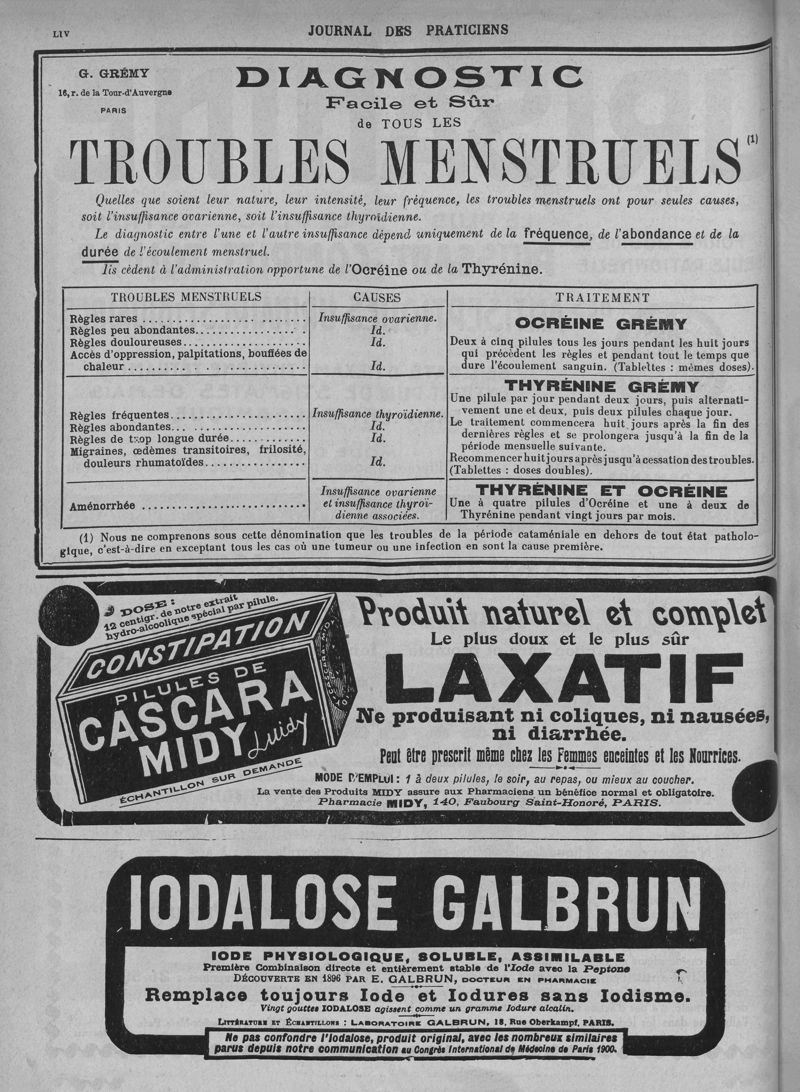 LIV
JOURNAL DES PRATICIENS
G. GRÉMY
16, r. de la Tour-d'Auvergne
PARIS
DIAGNOSTIC
Facile et Sûr
de TOUS LES
TROUBLES MENSTRUELS (1)
Quelles que soient leur nature, leur intensité, leur fréquence, les troubles menstruels ont pour seules causes,
soit l'insuffisance ovarienne, soit l'insuffisance thyroïdienne.
Le diagnostic entre l'une et l'autre insuffisance dépend uniquement de la fréquence, de l'abondance et de la
durée de l'écoulement menstruel.
Ils cèdent à l'administration opportune de l'Ocréine ou de la Thyrénine.
TROUBLES MENSTRUELS
CAUSES
TRAITEMENT
Règles rares
Règles peu abondantes
Règles douloureuses
Accès d'oppression, palpitations, bouffées de
chaleur
Insuffisance ovarienne.
Id.
Id.
Id.
OCRÉINE GRÉMY
Deux à cinq pilules tous les jours pendant les huit jours
qui précèdent les règles et pendant tout le temps que
dure l'écoulement sanguin. (Tablettes : mêmes doses).
Règles fréquentes
Règles abondantes
Règles de trop longue durée
Migraines, œdèmes transitoires, frilosité,
douleurs rhumatoïdes
Insuffisance thyroïdienne.
Id.
Id.
Id.
THYRÉNINE GRÉMY
Une pilule par jour pendant deux jours, puis alternati-
vement une et deux, puis deux pilules chaque jour.
Le traitement commencera huit jours après la fin des
dernières règles et se prolongera jusqu'à la fin de la
période mensuelle suivante.
Recommencer huit jours après jusqu'à cessation des troubles.
(Tablettes : doses doubles).
Aménorrhée
Insuffisance ovarienne
et insuffisance thyroï-
dienne associées.
THYRÉNINE ET OCRÉINE
Une à quatre pilules d'Ocréine et une à deux de
Thyrénine pendant vingt jours par mois.
(1) Nous ne comprenons sous cette dénomination que les troubles de la période cataméniale en dehors de tout état patholo-
gique, c'est-à-dire en exceptant tous les cas où une tumeur ou une infection en sont la cause première.
DOSE :
12 centigr. de notre extrait
hydro-alcoolique spécial par pilule.
CONSTIPATION
PILULES DE
CASCARA
MIDY
Midy
CASCARA MIDY
ÉCHANTILLON SUR DEMANDE
Produit naturel et complet
Le plus doux et le plus sûr
LAXATIF
Ne produisant ni coliques, ni nausées,
ni diarrhée.
Peut être prescrit même chez les Femmes enceintes et les Nourrices.
MODE D'EMPLOI : 1 à deux pilules, le soir, au repas, ou mieux au coucher.
La vente des Produits MIDY assure aux Pharmaciens un bénéfice normal et obligatoire.
Pharmacie MIDY, 140, Faubourg Saint-Honoré, PARIS.
IODALOSE GALBRUN
IODE PHYSIOLOGIQUE, SOLUBLE, ASSIMILABLE
Première Combinaison directe et entièrement stable de l'Iode avec la Peptone
DÉCOUVERTE EN 1896 PAR E. GALBRUN, DOCTEUR EN PHARMACIE
Remplace toujours Iode et Iodures sans Iodisme.
Vingt gouttes IODALOSE agissent comme un gramme Iodure alcalin.
LITTÉRATURE ET ÉCHANTILLONS : LABORATOIRE GALBRUN, 18, Rue Oberkampf, PARIS.
Ne pas confondre l'Iodalose, produit original, avec les nombreux similaires
parus depuis notre communication au Congrès International de Médecine de Paris 1900.